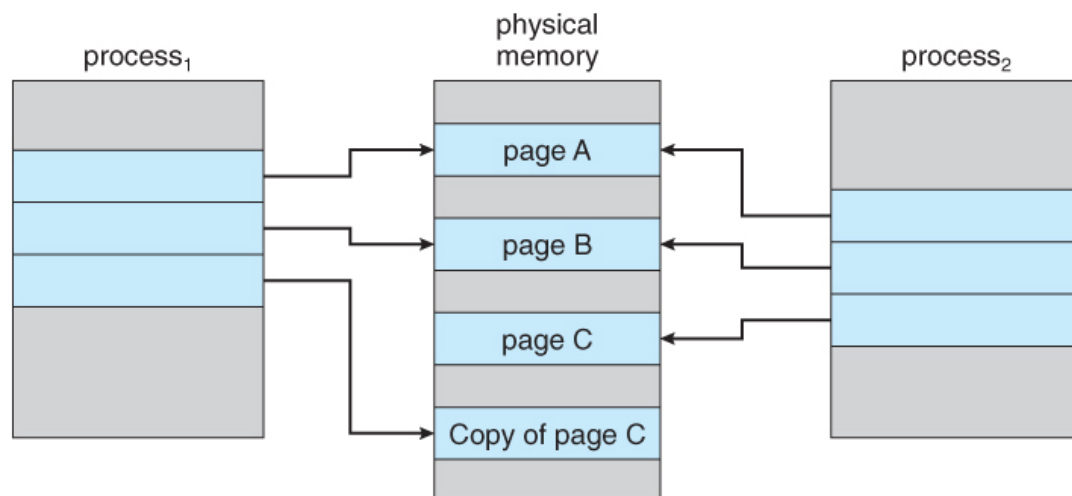 process₁
physical
memory
process₂
page A
page B
page C
Copy of page C